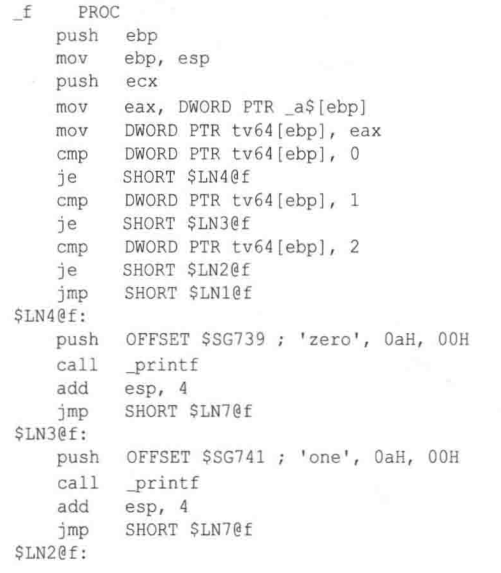 _f PROC
push ebp
mov ebp, esp
push ecx
mov eax, DWORD PTR _a$[ebp]
mov DWORD PTR tv64[ebp], eax
cmp DWORD PTR tv64[ebp], 0
je SHORT $LN4@f
cmp DWORD PTR tv64[ebp], 1
je SHORT $LN3@f
cmp DWORD PTR tv64[ebp], 2
je SHORT $LN2@f
jmp SHORT $LN1@f
$LN4@f:
push OFFSET $SG739 ; 'zero', 0aH, 00H
call _printf
add esp, 4
jmp SHORT $LN7@f
$LN3@f:
push OFFSET $SG741 ; 'one', 0aH, 00H
call _printf
add esp, 4
jmp SHORT $LN7@f
$LN2@f: